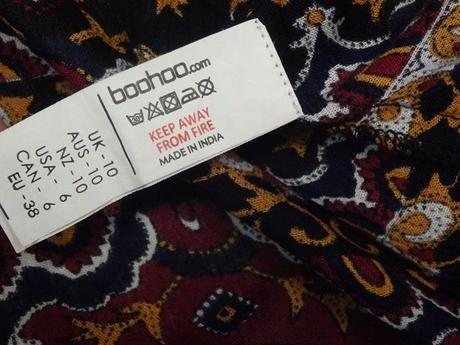 boohoo.com
KEEP AWAY
FROM FIRE
MADE IN INDIA
UK - 10
AUS - 10
NZ - 10
USA - 6
CAN - 6
EU - 38